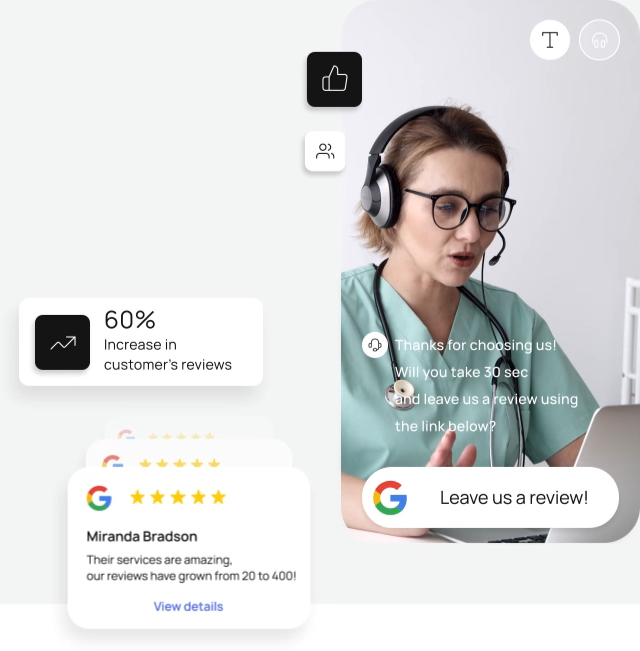 T
60%
Increase in
customer's reviews
Thanks for choosing us!
Will you take 30 sec
and leave us a review using
the link below?
Leave us a review!
Miranda Bradson
Their services are amazing,
our reviews have grown from 20 to 400!
View details